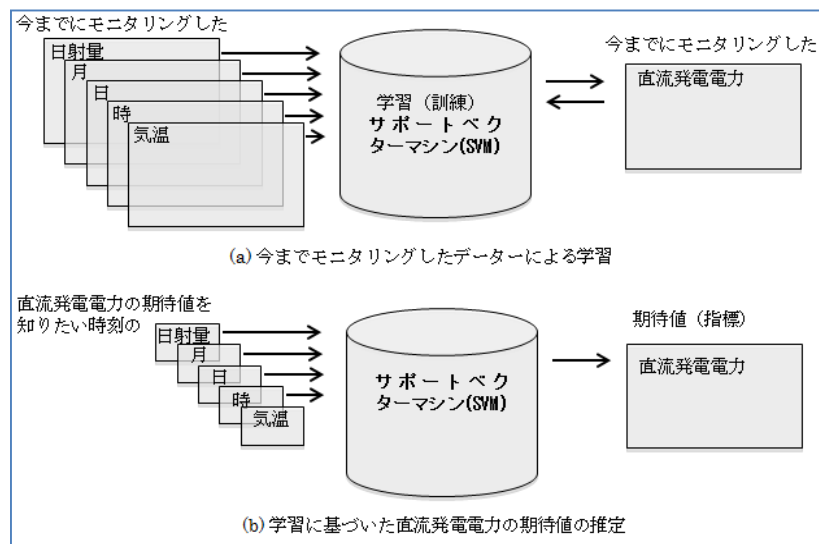 今までにモニタリングした
日射量
月
日
時
気温
学習（訓練）
サポートベク
ターマシン(SVM)
今までにモニタリングした
直流発電電力
(a) 今までモニタリングしたデーターによる学習
直流発電電力の期待値を
知りたい時刻の
日射量
月
日
時
気温
サポートベク
ターマシン(SVM)
期待値（指標）
直流発電電力
(b) 学習に基づいた直流発電電力の期待値の推定